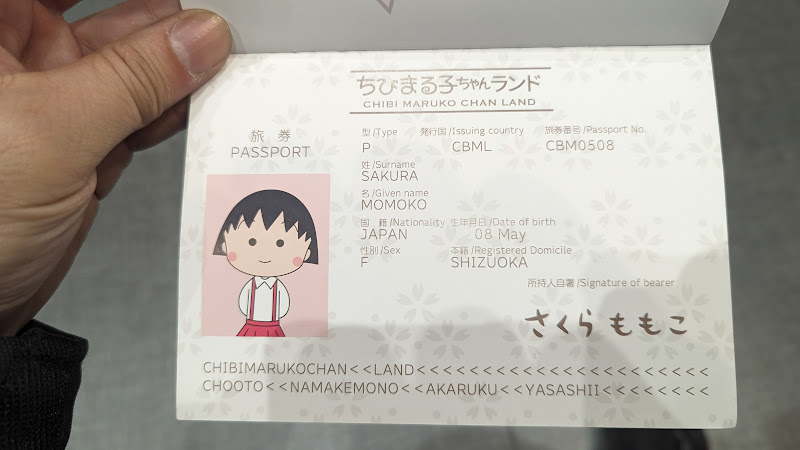 ちびまる子ちゃんランド
CHIBI MARUKO CHAN LAND
旅 券
PASSPORT
型/Type 発行国/Issuing country 旅券番号/Passport No.
P CBML CBM0508
姓/Surname
SAKURA
名/Given name
MOMOKO
国 籍/Nationality 生年月日/Date of birth
JAPAN 08 May
性別/Sex 本籍/Registered Domicile
F SHIZUOKA
所持人自署/Signature of bearer
さくらももこ
CHIBIMARUKOCHAN<<LAND<<<<<<<<<<<<<<<<<<<<<<<
CHOOTO<<NAMAKEMONO<<AKARUKU<<YASASHII<<<<<<<<